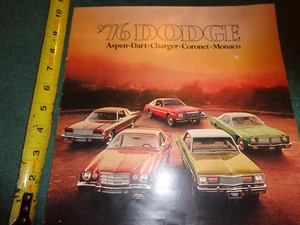 '76 DODGE
Aspen·Dart·Charger·Coronet·Monaco